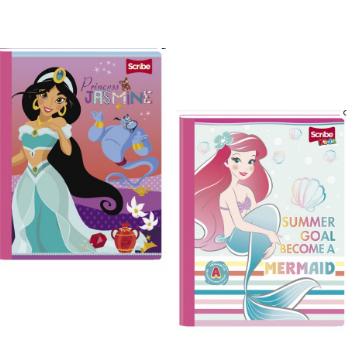 Scribe
Princess
JASMINE
Scribe
SUMMER
GOAL
BECOME A
MERMAID
A